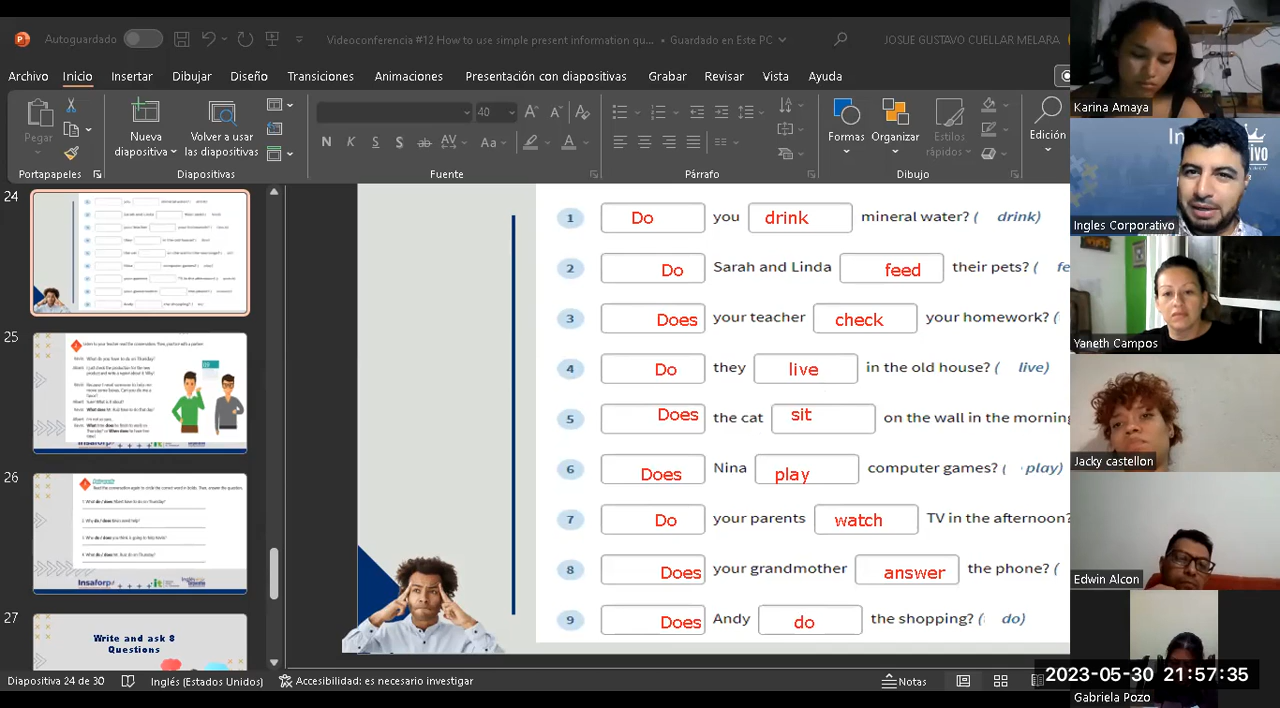 Autoguardado
Videoconferencia #12 How to use simple present information qu... • Guardado en Este PC
JOSUE GUSTAVO CUELLAR MELARA
Archivo Inicio Insertar Dibujar Diseño Transiciones Animaciones Presentación con diapositivas Grabar Revisar Vista Ayuda
Pegar
Nueva diapositiva
Volver a usar las diapositivas
40
N K S S ab AV Aa A
Formas Organizar Estilos rápidos Edición
Portapapeles Diapositivas Fuente Párrafo Dibujo
24
25
26
27
Write and ask 8
Questions
1 Do you drink mineral water? ( drink)
2 Do Sarah and Linda feed their pets? ( fe
3 Does your teacher check your homework? (
4 Do they live in the old house? ( live)
5 Does the cat sit on the wall in the morning
6 Does Nina play computer games? ( play)
7 Do your parents watch TV in the afternoon?
8 Does your grandmother answer the phone? (
9 Does Andy do the shopping? ( do)
Karina Amaya
Ingles Corporativo
Yaneth Campos
Jacky castellon
Edwin Alcon
Gabriela Pozo
2023-05-30 21:57:35
Diapositiva 24 de 30 Inglés (Estados Unidos) Accesibilidad: es necesario investigar Notas